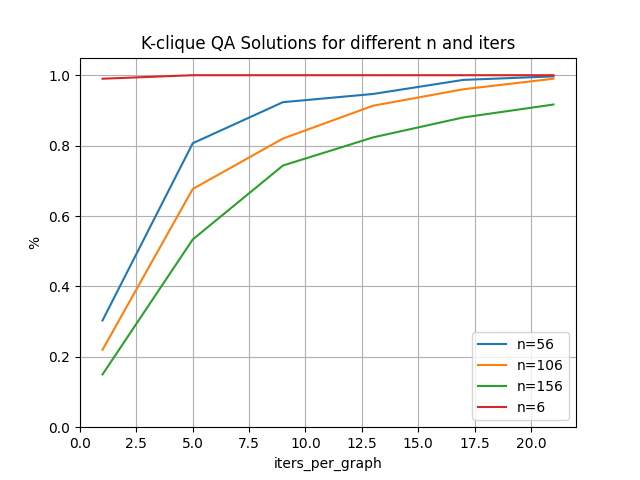 K-clique QA Solutions for different n and iters
1.0
0.8
0.6
0.4
0.2
0.0
%
0.0 2.5 5.0 7.5 10.0 12.5 15.0 17.5 20.0
iters_per_graph
n=56
n=106
n=156
n=6